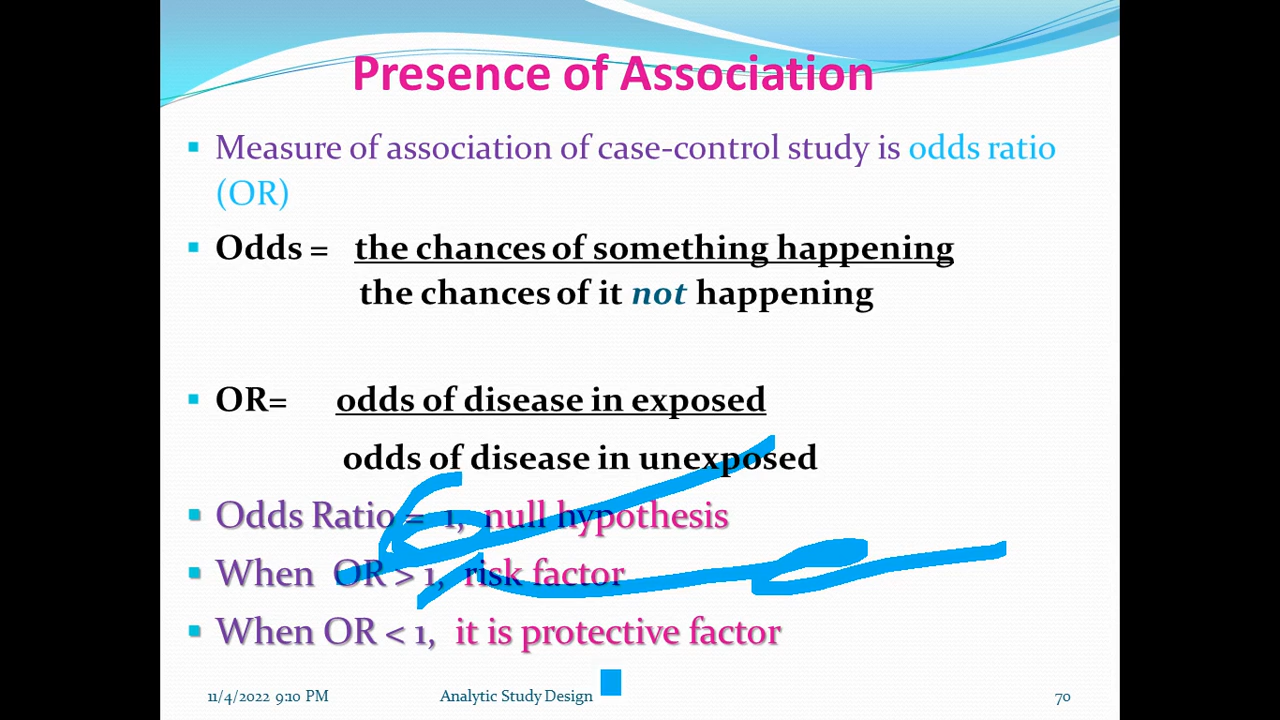 Presence of Association
Measure of association of case-control study is odds ratio
(OR)
Odds = the chances of something happening
the chances of it not happening
OR= odds of disease in exposed
odds of disease in unexposed
Odds Ratio = 1, null hypothesis
When OR > 1, risk factor
When OR < 1, it is protective factor
11/4/2022 9:10 PM Analytic Study Design 70